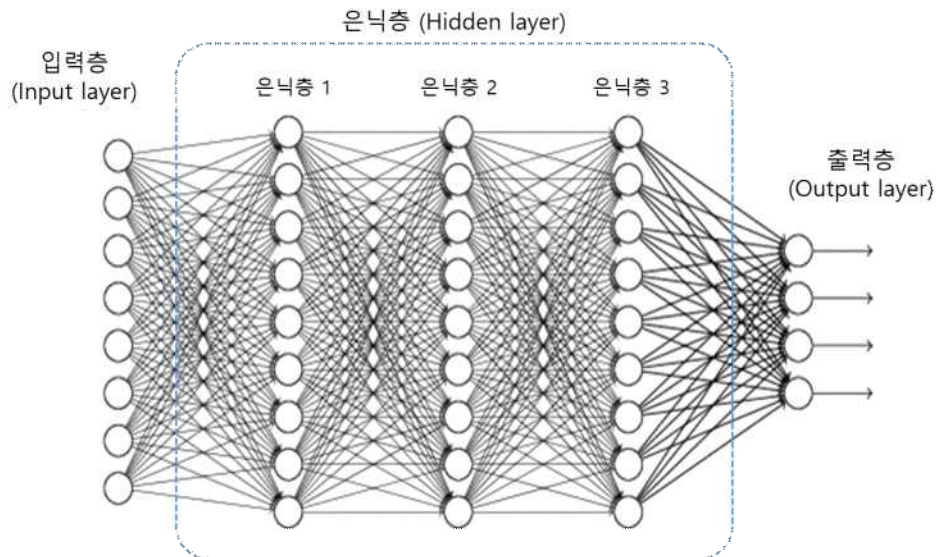 은닉층 (Hidden layer)
입력층
(Input layer)
은닉층 1
은닉층 2
은닉층 3
출력층
(Output layer)